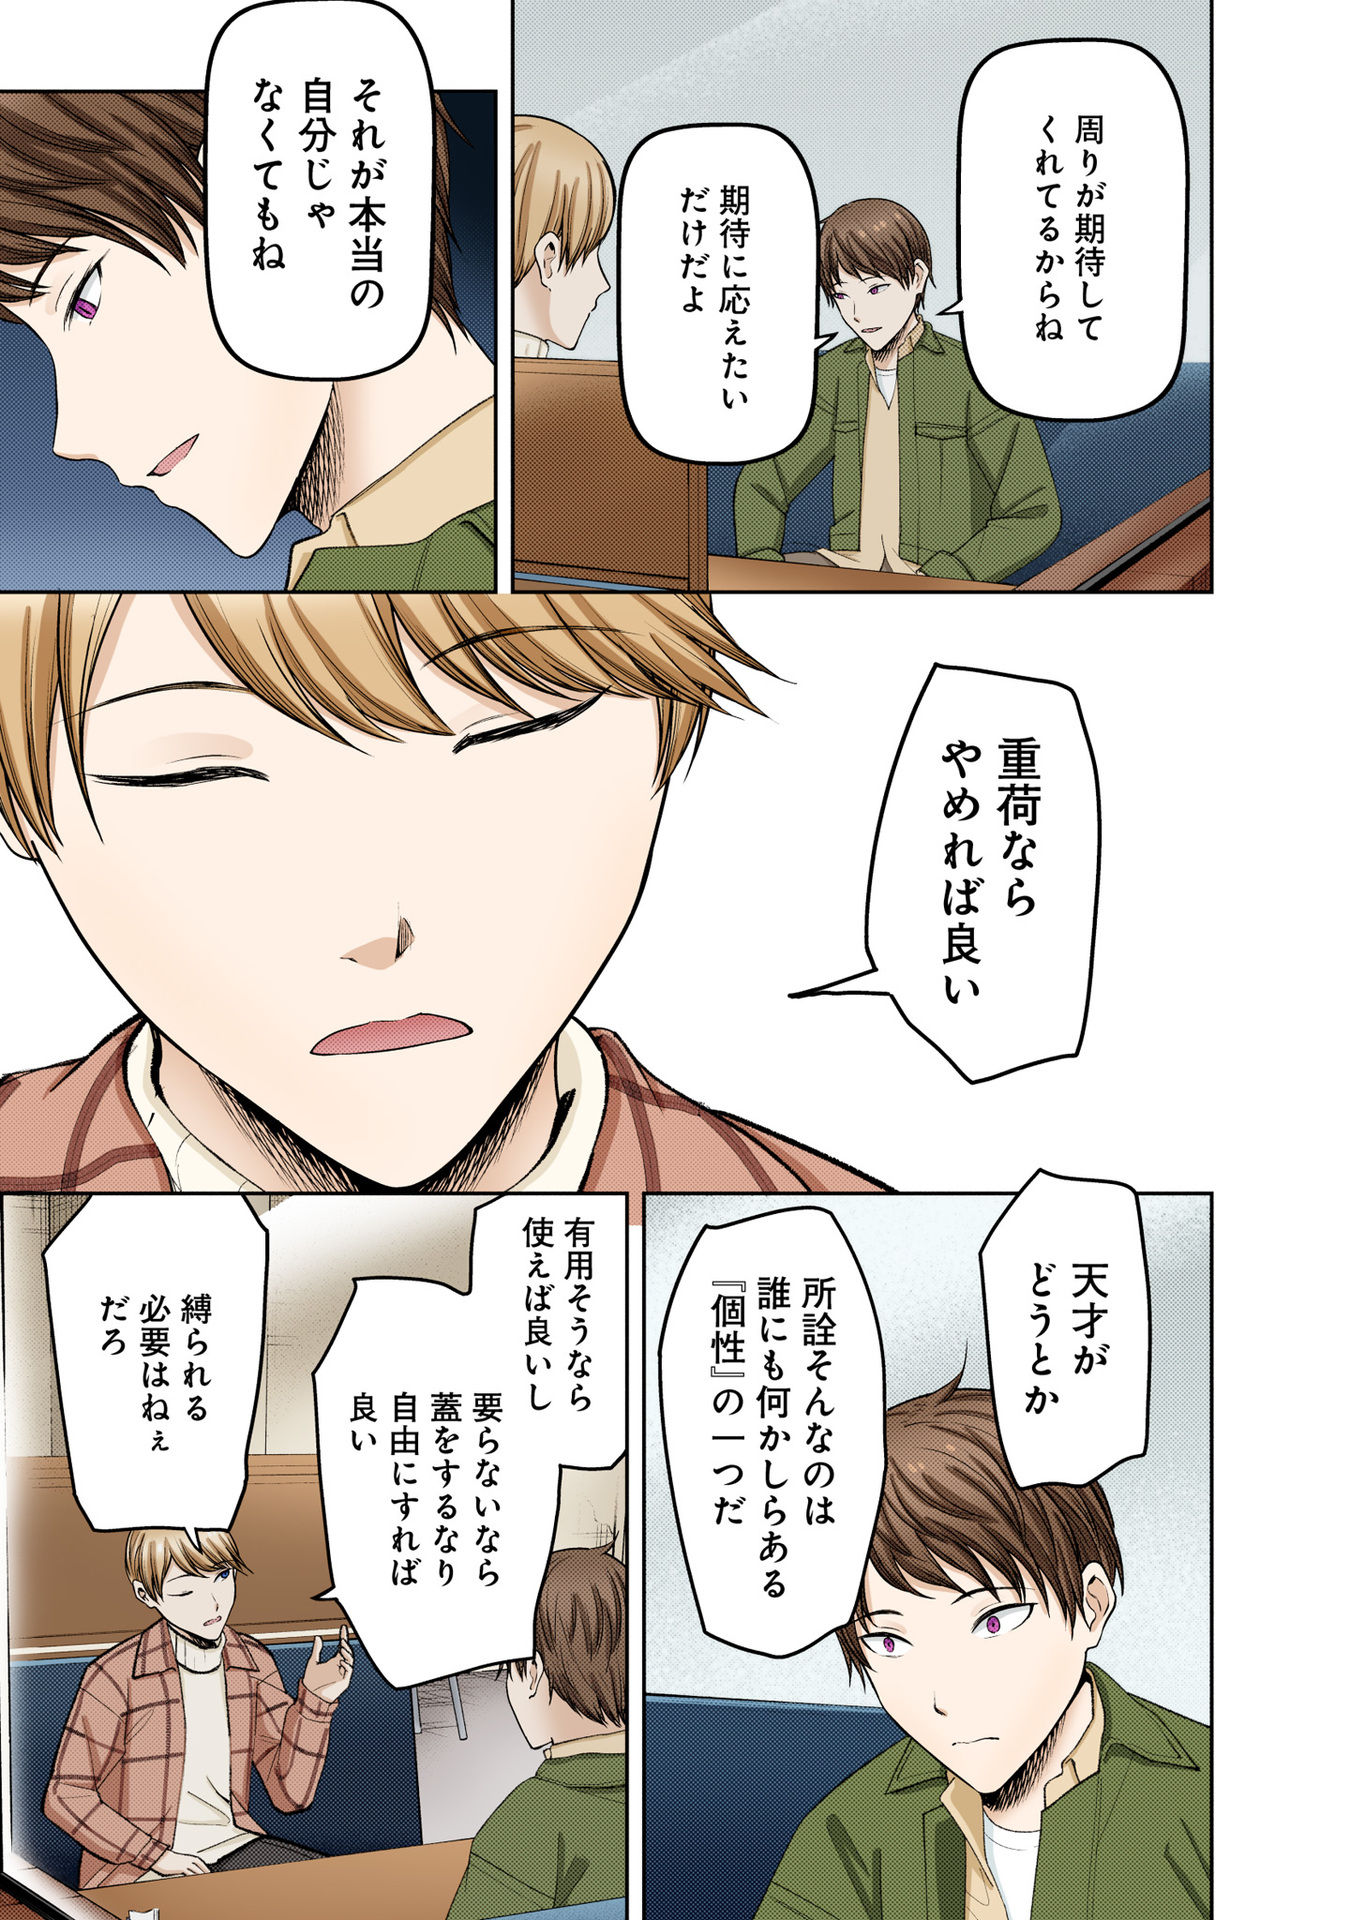 周りが期待して
くれてるからね
期待に応えたい
だけだよ
それが本当の
自分じゃ
なくてもね
重荷なら
やめれば良い
天才が
どうとか
所詮そんなのは
誰にも何かしらある
『個性』の一つだ
有用そうなら
使えば良いし
要らないなら
蓋をするなり
自由にすれば
良い
縛られる
必要はねぇ
だろ